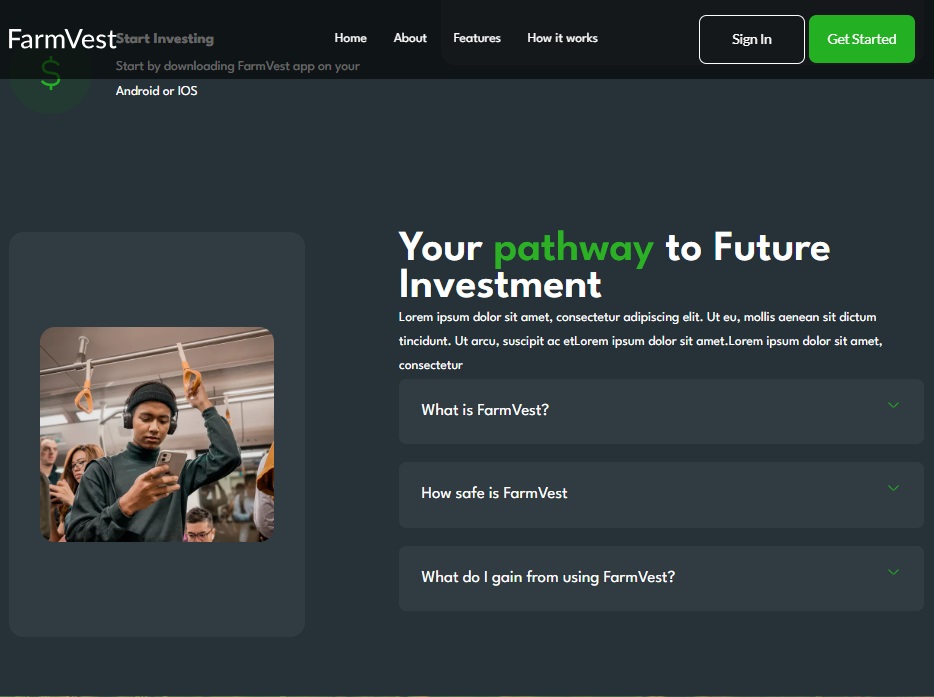 FarmVest
Start Investing
Home
About
Features
How it works
Sign In
Get Started
Start by downloading FarmVest app on your
Android or IOS
Your pathway to Future
Investment
Lorem ipsum dolor sit amet, consectetur adipiscing elit. Ut eu, mollis aenean sit dictum
tincidunt. Ut arcu, suscipit ac etLorem ipsum dolor sit amet.Lorem ipsum dolor sit amet,
consectetur
What is FarmVest?
How safe is FarmVest
What do I gain from using FarmVest?